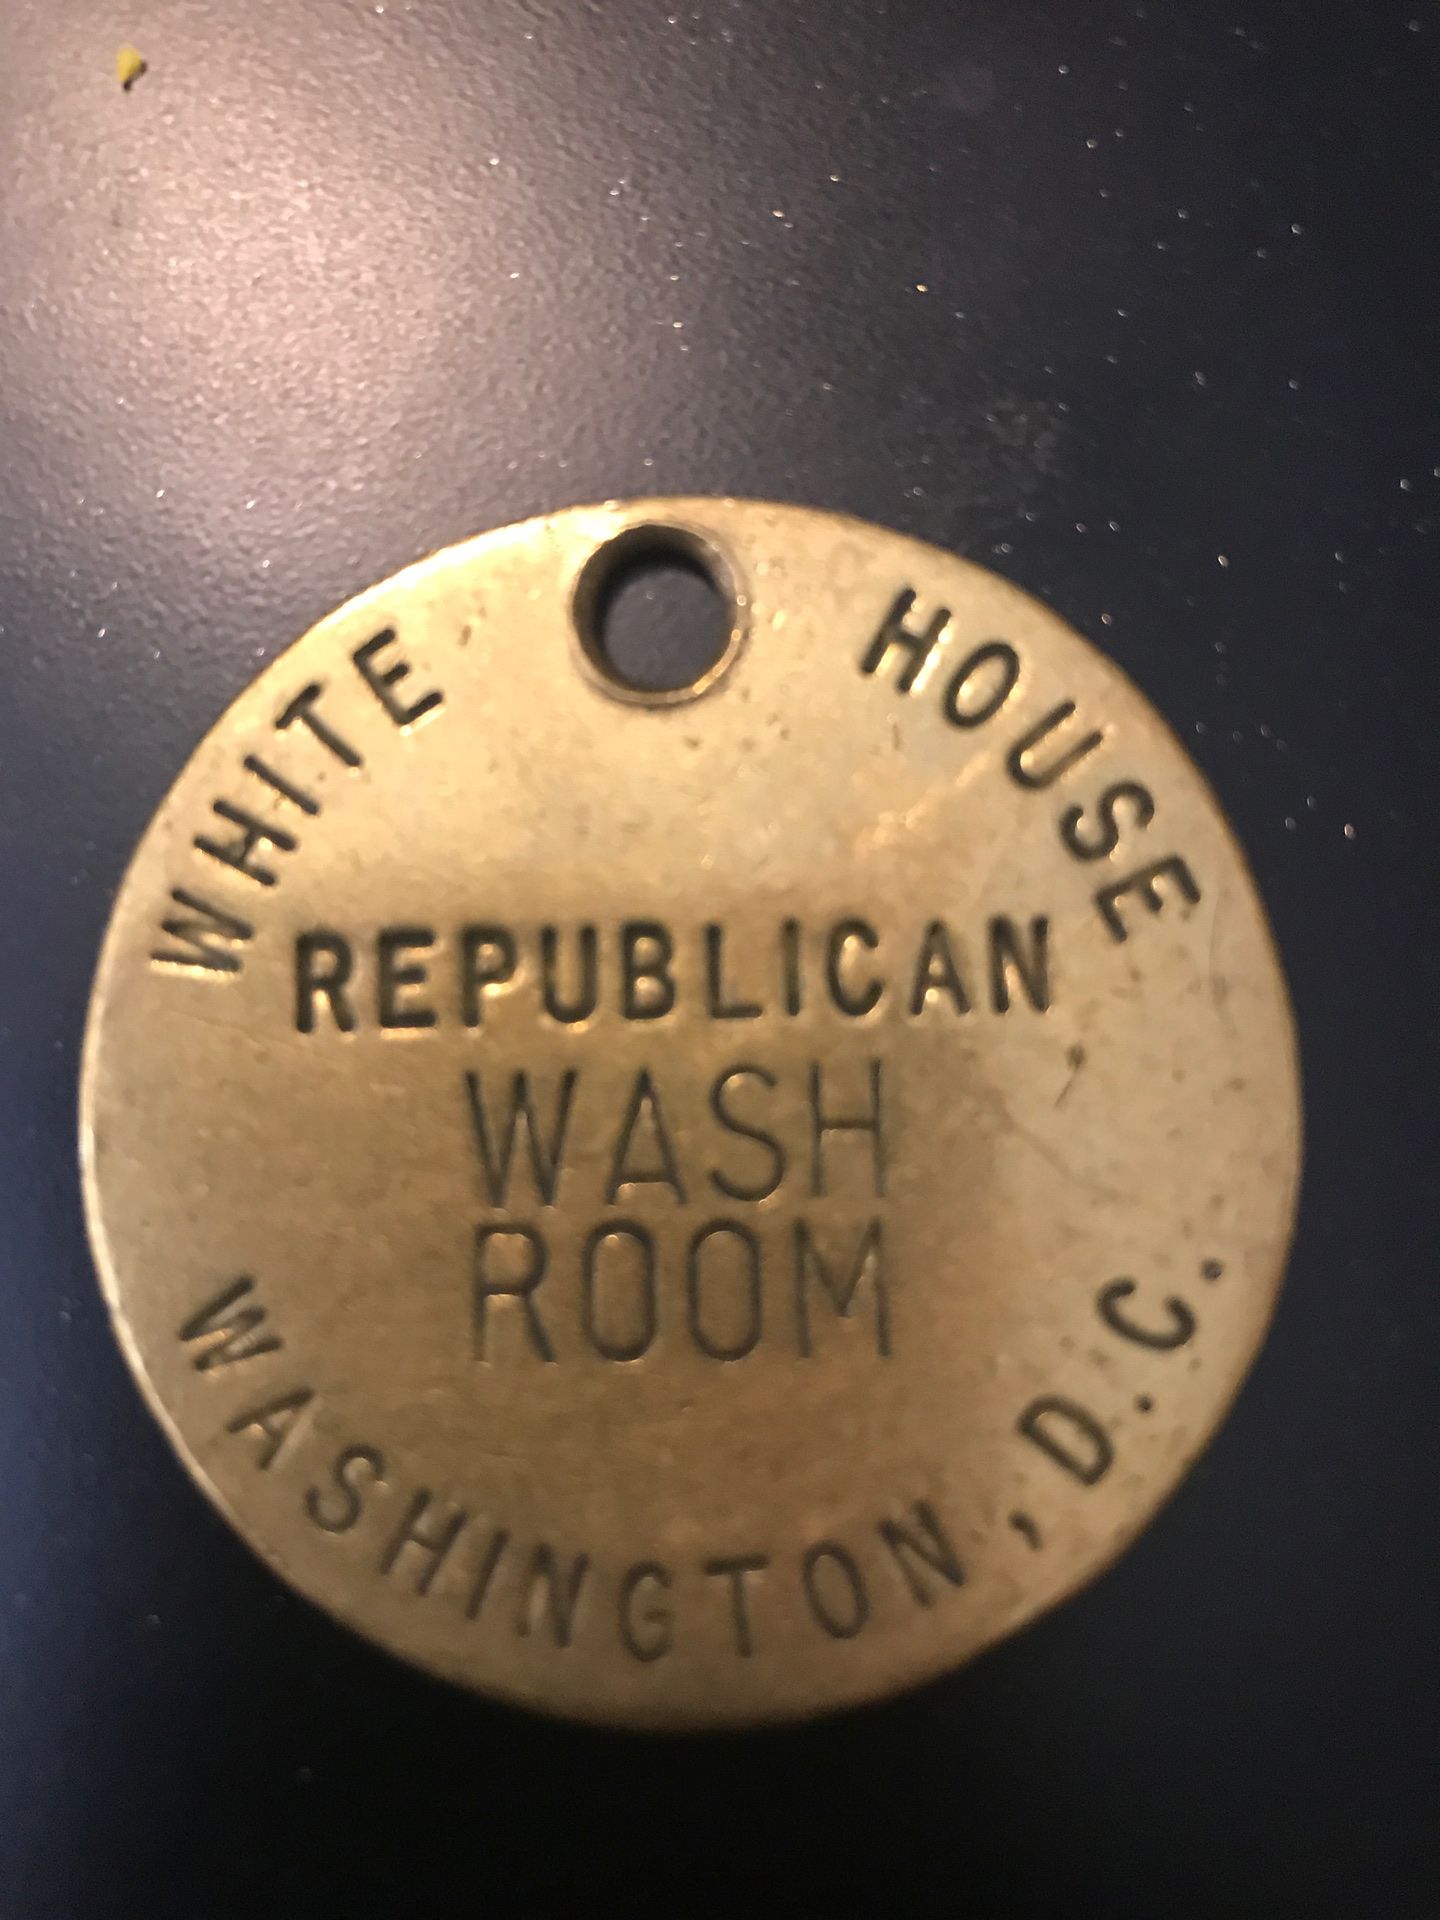 WHITE HOUSE
REPUBLICAN
WASH
ROOM
WASHINGTON, D.C.